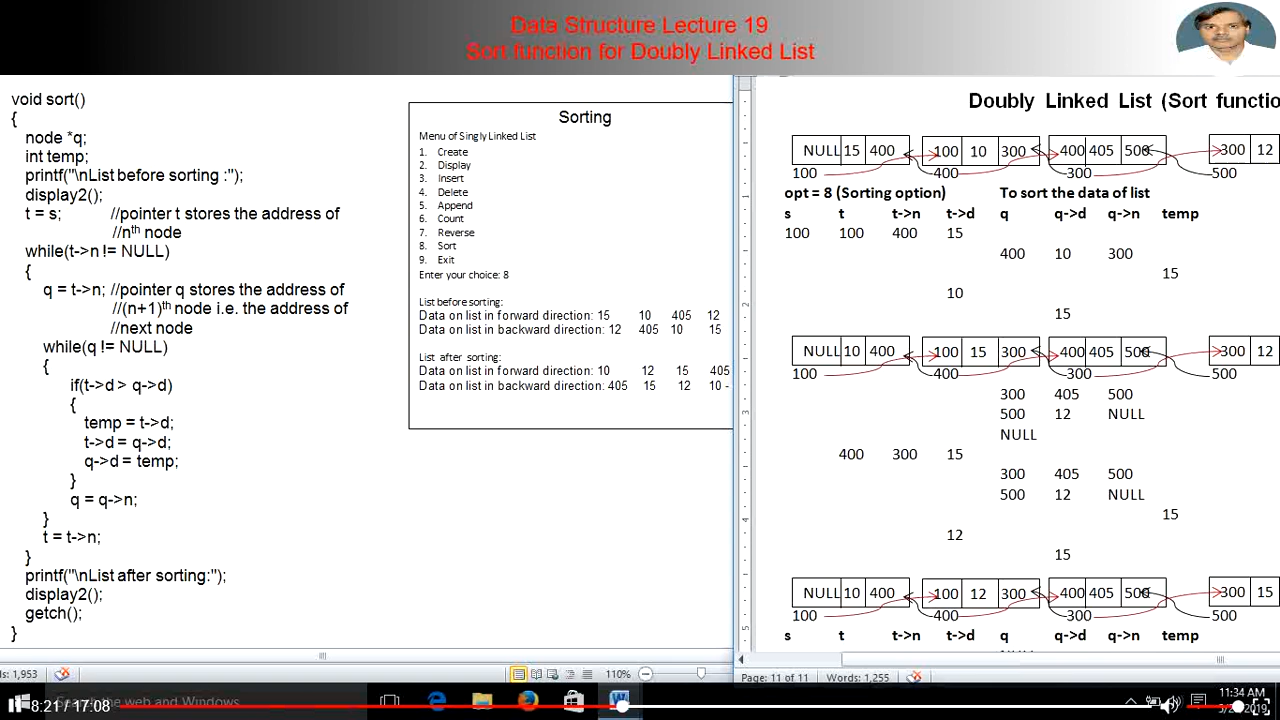 Data Structure Lecture 19
Sort function for Doubly Linked List
void sort()
{
node *q;
int temp;
printf("\nList before sorting :");
display2();
t = s; //pointer t stores the address of
//nth node
while(t->n != NULL)
{
q = t->n; //pointer q stores the address of
//(n+1)th node i.e. the address of
//next node
while(q != NULL)
{
if(t->d > q->d)
{
temp = t->d;
t->d = q->d;
q->d = temp;
}
q = q->n;
}
t = t->n;
}
printf("\nList after sorting:");
display2();
getch();
}
Sorting
Menu of Singly Linked List
1. Create
2. Display
3. Insert
4. Delete
5. Append
6. Count
7. Reverse
8. Sort
9. Exit
Enter your choice: 8
List before sorting:
Data on list in forward direction: 15 10 405 12
Data on list in backward direction: 12 405 10 15
List after sorting:
Data on list in forward direction: 10 12 15 405
Data on list in backward direction: 405 15 12 10 -
Doubly Linked List (Sort functio
NULL 15 400 100 10 300 400 405 500 300 12
100 400 300 500
opt = 8 (Sorting option) To sort the data of list
s t t->n t->d q q->d q->n temp
100 100 400 15
400 10 300
15
10
15
NULL 10 400 100 15 300 400 405 500 300 12
100 400 300 500
300 405 500
500 12 NULL
NULL
400 300 15
300 405 500
500 12 NULL
15
12
15
NULL 10 400 100 12 300 400 405 500 300 15
100 400 300 500
s t t->n t->d q q->d q->n temp
ds: 1,953 110% Page: 11 of 11 Words: 1,255
8:21 / 17:08 Search the web and Windows 11:34 AM